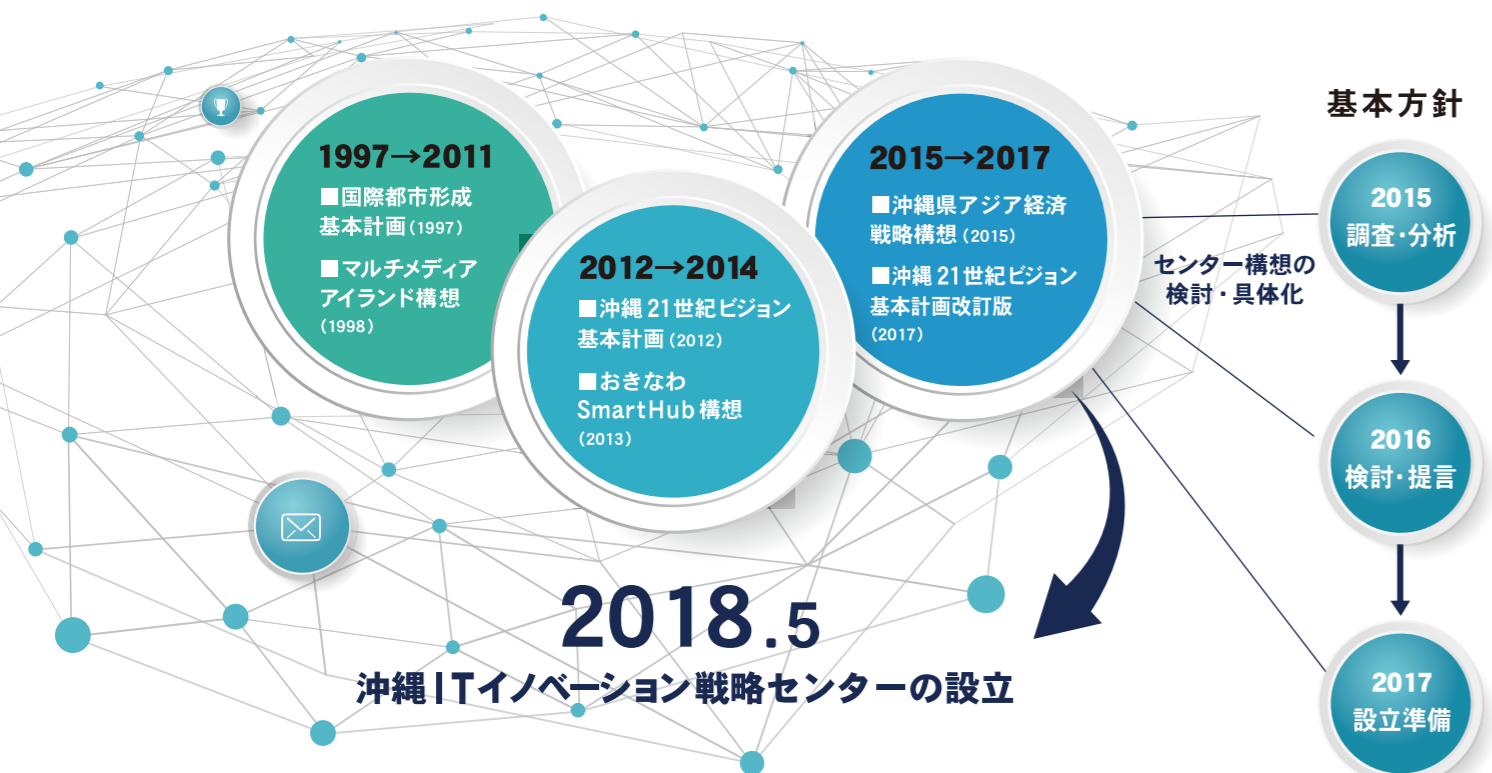 1997→2011
■国際都市形成
基本計画（1997）
■マルチメディア
アイランド構想
（1998）
2012→2014
■沖縄21世紀ビジョン
基本計画（2012）
■おきなわ
SmartHub構想
（2013）
2015→2017
■沖縄県アジア経済
戦略構想（2015）
■沖縄21世紀ビジョン
基本計画改訂版
（2017）
センター構想の
検討・具体化
基本方針
2015
調査・分析
2016
検討・提言
2017
設立準備
2018.5
沖縄ITイノベーション戦略センターの設立